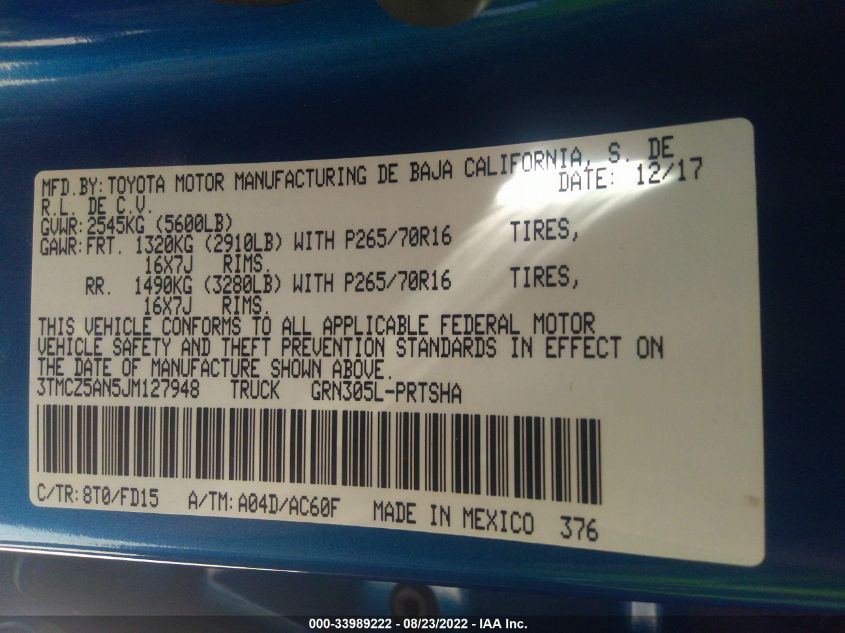 MFD.BY: TOYOTA MOTOR MANUFACTURING DE BAJA CALIFORNIA, S. DE
R.L. DE C.V. DATE: 12/17
GVWR: 2545KG (5600LB)
GAWR: FRT. 1320KG (2910LB) WITH P265/70R16 TIRES,
16X7J RIMS.
RR. 1490KG (3280LB) WITH P265/70R16 TIRES,
16X7J RIMS.
THIS VEHICLE CONFORMS TO ALL APPLICABLE FEDERAL MOTOR
VEHICLE SAFETY AND THEFT PREVENTION STANDARDS IN EFFECT ON
THE DATE OF MANUFACTURE SHOWN ABOVE.
3TMCZ5AN5JM127948 TRUCK GRN305L-PRTSHA
C/TR: 8T0/FD15 A/TM: A04D/AC60F MADE IN MEXICO 376
000-33989222 - 08/23/2022 - IAA Inc.